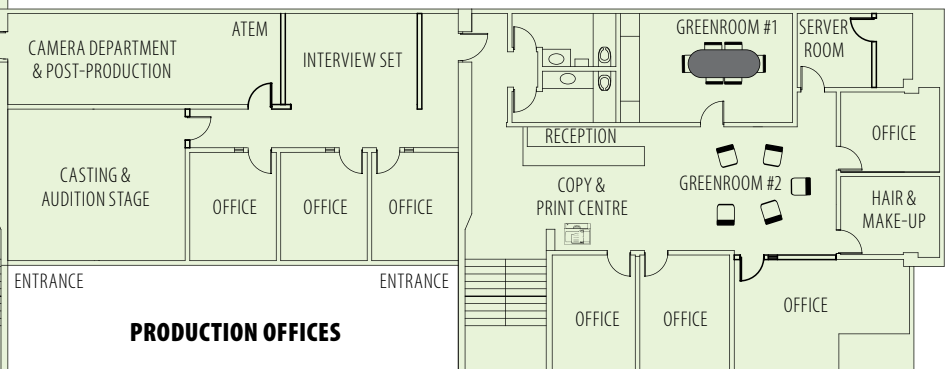 ATEM
CAMERA DEPARTMENT
& POST-PRODUCTION
INTERVIEW SET
GREENROOM #1
SERVER
ROOM
RECEPTION
OFFICE
CASTING &
AUDITION STAGE
OFFICE
OFFICE
OFFICE
COPY &
PRINT CENTRE
GREENROOM #2
HAIR &
MAKE-UP
ENTRANCE
ENTRANCE
PRODUCTION OFFICES
OFFICE
OFFICE
OFFICE